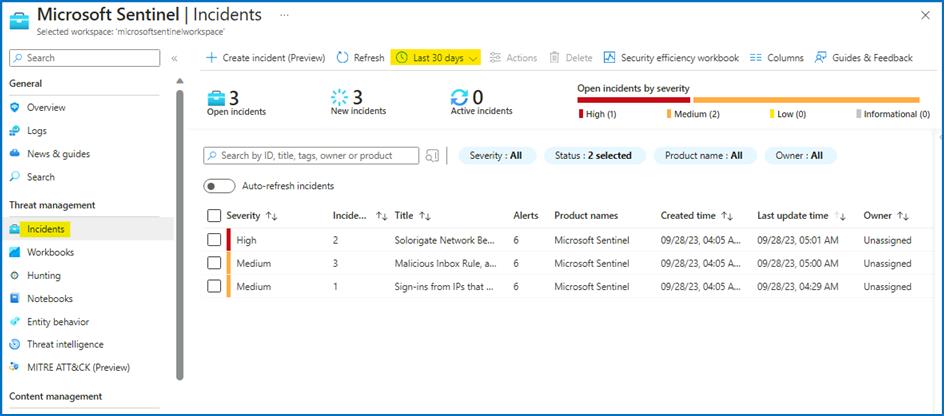 Microsoft Sentinel | Incidents ...
Selected workspace: 'microsoftsentinelworkspace'
Search
General
Overview
Logs
News & guides
Search
Threat management
Incidents
Workbooks
Hunting
Notebooks
Entity behavior
Threat intelligence
MITRE ATT&CK (Preview)
Content management
Create incident (Preview) Refresh Last 30 days Actions Delete Security efficiency workbook Columns Guides & Feedback
3 Open incidents
3 New incidents
0 Active incidents
Open incidents by severity
High (1) Medium (2) Low (0) Informational (0)
Search by ID, title, tags, owner or product Severity : All Status : 2 selected Product name : All Owner : All
Auto-refresh incidents
Severity Incide... Title Alerts Product names Created time Last update time Owner
High 2 Solorigate Network Be... 6 Microsoft Sentinel 09/28/23, 04:05 A... 09/28/23, 05:01 AM Unassigned
Medium 3 Malicious Inbox Rule, a... 6 Microsoft Sentinel 09/28/23, 04:05 A... 09/28/23, 05:00 AM Unassigned
Medium 1 Sign-ins from IPs that ... 6 Microsoft Sentinel 09/28/23, 04:05 A... 09/28/23, 04:29 AM Unassigned